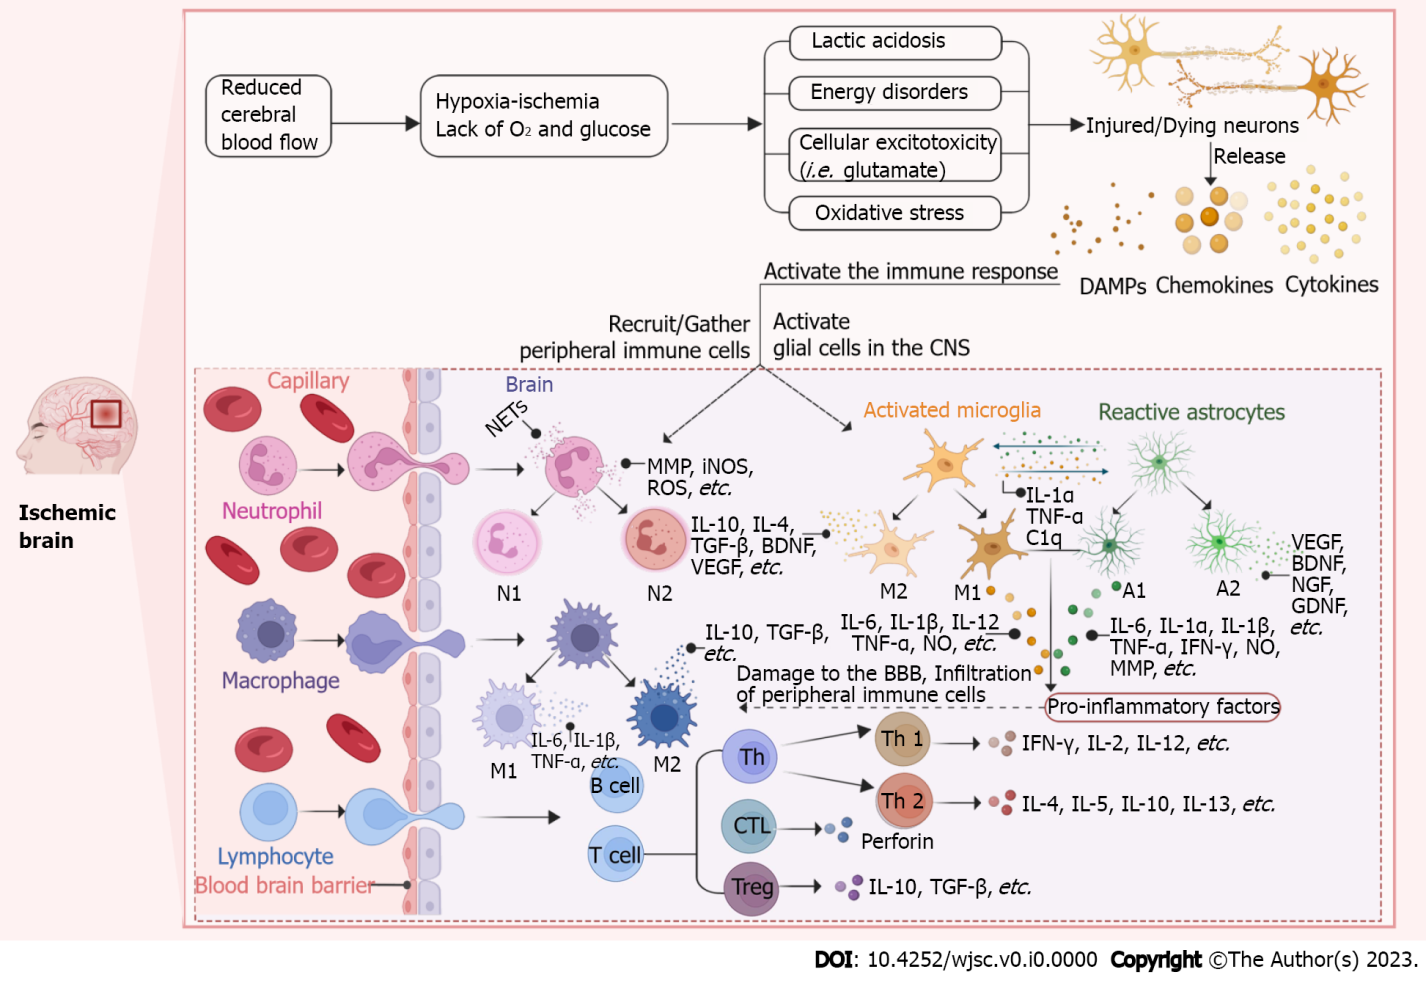 Reduced
cerebral
blood flow
Hypoxia-ischemia
Lack of O₂ and glucose
Lactic acidosis
Energy disorders
Cellular excitotoxicity
(i.e. glutamate)
Oxidative stress
Injured/Dying neurons
Release
DAMPs
Chemokines
Cytokines
Activate the immune response
Recruit/Gather
peripheral immune cells
Activate
glial cells in the CNS
Ischemic
brain
Capillary
Brain
NETs
MMP, iNOS,
ROS, etc.
Neutrophil
N1
N2
IL-10, IL-4,
TGF-β, BDNF,
VEGF, etc.
Activated microglia
Reactive astrocytes
IL-1α
TNF-α
C1q
M2
M1
A1
A2
VEGF,
BDNF,
NGF,
GDNF,
etc.
IL-6, IL-1β, IL-12
TNF-α, NO, etc.
IL-6, IL-1α, IL-1β,
TNF-α, IFN-γ, NO,
MMP, etc.
Macrophage
IL-10, TGF-β,
etc.
Damage to the BBB, Infiltration
of peripheral immune cells
Pro-inflammatory factors
IL-6, IL-1β,
TNF-α, etc.
M1
M2
Lymphocyte
Blood brain barrier
B cell
T cell
Th
CTL
Treg
Th 1
Th 2
IFN-γ, IL-2, IL-12, etc.
IL-4, IL-5, IL-10, IL-13, etc.
Perforin
IL-10, TGF-β, etc.
DOI: 10.4252/wjsc.v0.i0.0000 Copyright ©The Author(s) 2023.